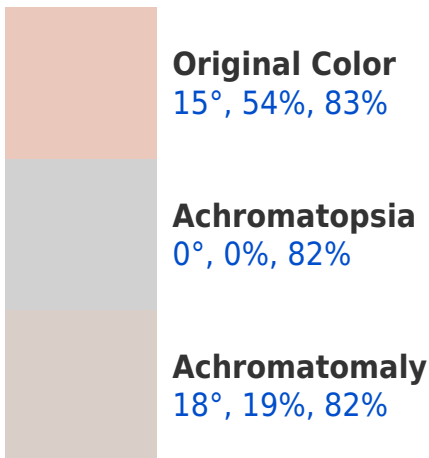 Original Color
15°, 54%, 83%
Achromatopsia
0°, 0%, 82%
Achromatomaly
18°, 19%, 82%